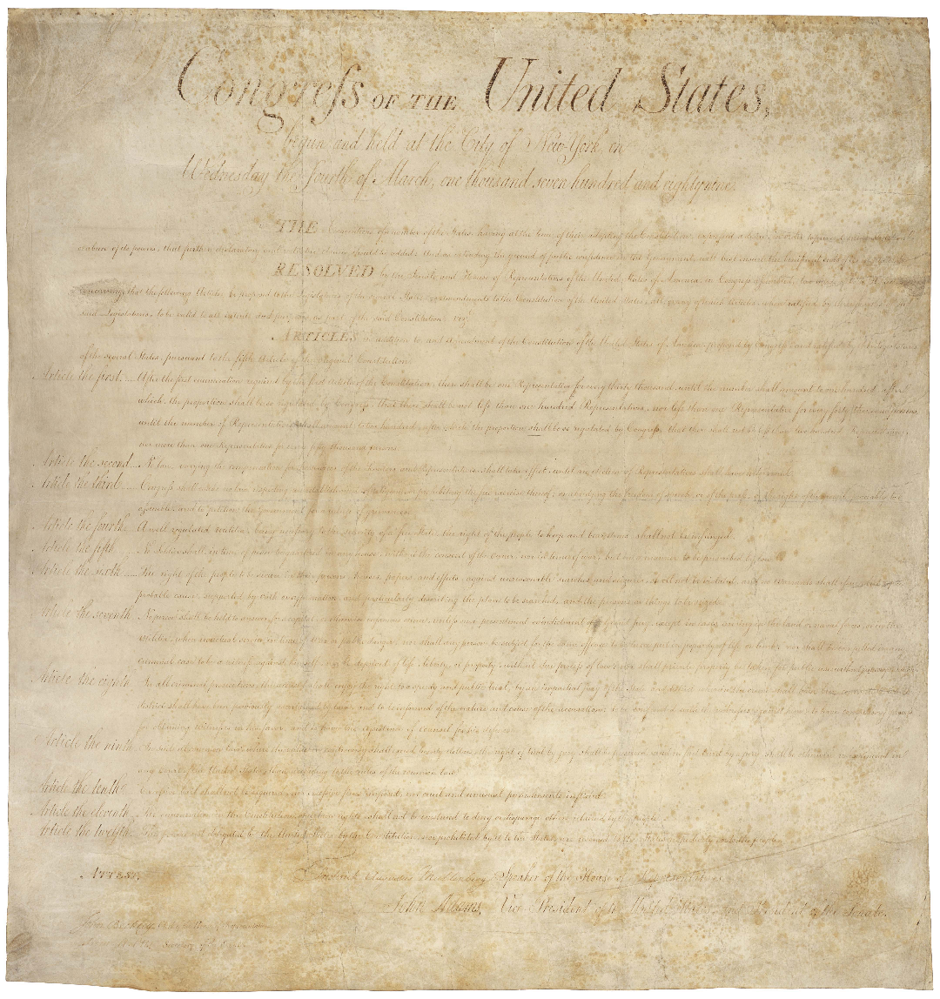 Congress OF THE United States,
begun and held at the City of New-York, on
Wednesday the fourth of March, one thousand seven hundred and eighty nine.
THE Conventions of a number of the States, having at the time of their adopting the Constitution, expressed a desire, in order to prevent misconstruction
or abuse of its powers, that further declaratory and restrictive clauses should be added: And as extending the ground of public confidence in the Government, will best ensure the beneficent ends of its institution.
RESOLVED by the Senate and House of Representatives of the United States of America, in Congress assembled, two thirds of both Houses
concurring, that the following Articles be proposed to the Legislatures of the several States, as amendments to the Constitution of the United States, all, or any of which Articles, when ratified by three fourths of the
said Legislatures, to be valid to all intents and purposes, as part of the said Constitution; viz.
ARTICLES in addition to, and Amendment of the Constitution of the United States of America, proposed by Congress, and ratified by the Legislatures
of the several States, pursuant to the fifth Article of the original Constitution.
Article the first.... After the first enumeration required by the first Article of the Constitution, there shall be one Representative for every thirty thousand, until the number shall amount to one hundred, after
which, the proportion shall be so regulated by Congress, that there shall be not less than one hundred Representatives, nor less than one Representative for every forty thousand persons,
until the number of Representatives shall amount to two hundred, after which the proportion shall be so regulated by Congress, that there shall not be less than two hundred Representatives,
nor more than one Representative for every fifty thousand persons.
Article the second... No law, varying the compensation for the services of the Senators and Representatives, shall take effect, until an election of Representatives shall have intervened.
Article the third.... Congress shall make no law respecting an establishment of religion, or prohibiting the free exercise thereof; or abridging the freedom of speech, or of the press; or the right of the people peaceably to
assemble, and to petition the Government for a redress of grievances.
Article the fourth. A well regulated Militia, being necessary to the security of a free State, the right of the people to keep and bear Arms, shall not be infringed.
Article the fifth.... No Soldier shall, in time of peace be quartered in any house, without the consent of the Owner, nor in time of war, but in a manner to be prescribed by law.
Article the sixth.... The right of the people to be secure in their persons, houses, papers, and effects, against unreasonable searches and seizures, shall not be violated, and no Warrants shall issue, but upon
probable cause, supported by Oath or affirmation, and particularly describing the place to be searched, and the persons or things to be seized.
Article the seventh. No person shall be held to answer for a capital, or otherwise infamous crime, unless on a presentment or indictment of a Grand Jury, except in cases arising in the land or naval forces, or in the
Militia, when in actual service in time of War or public danger; nor shall any person be subject for the same offence to be twice put in jeopardy of life or limb; nor shall be compelled in any
criminal case to be a witness against himself, nor be deprived of life, liberty, or property, without due process of law; nor shall private property be taken for public use, without just compensation.
Article the eighth. In all criminal prosecutions, the accused shall enjoy the right to a speedy and public trial, by an impartial jury of the State and district wherein the crime shall have been committed, which
district shall have been previously ascertained by law, and to be informed of the nature and cause of the accusation; to be confronted with the witnesses against him; to have compulsory process
for obtaining witnesses in his favor, and to have the Assistance of Counsel for his defence.
Article the ninth. In suits at common law, where the value in controversy shall exceed twenty dollars, the right of trial by jury shall be preserved, and no fact, tried by a jury, shall be otherwise re-examined in
any Court of the United States, than according to the rules of the common law.
Article the tenth. Excessive bail shall not be required, nor excessive fines imposed, nor cruel and unusual punishments inflicted.
Article the eleventh. The enumeration in the Constitution, of certain rights, shall not be construed to deny or disparage others retained by the people.
Article the twelfth. The powers not delegated to the United States by the Constitution, nor prohibited by it to the States, are reserved to the States respectively, or to the people.
ATTEST,
Frederick Augustus Muhlenberg Speaker of the House of Representatives.
John Adams, Vice-President of the United States, and President of the Senate.
John Beckley, Clerk of the House of Representatives.
Secretary of the Senate.